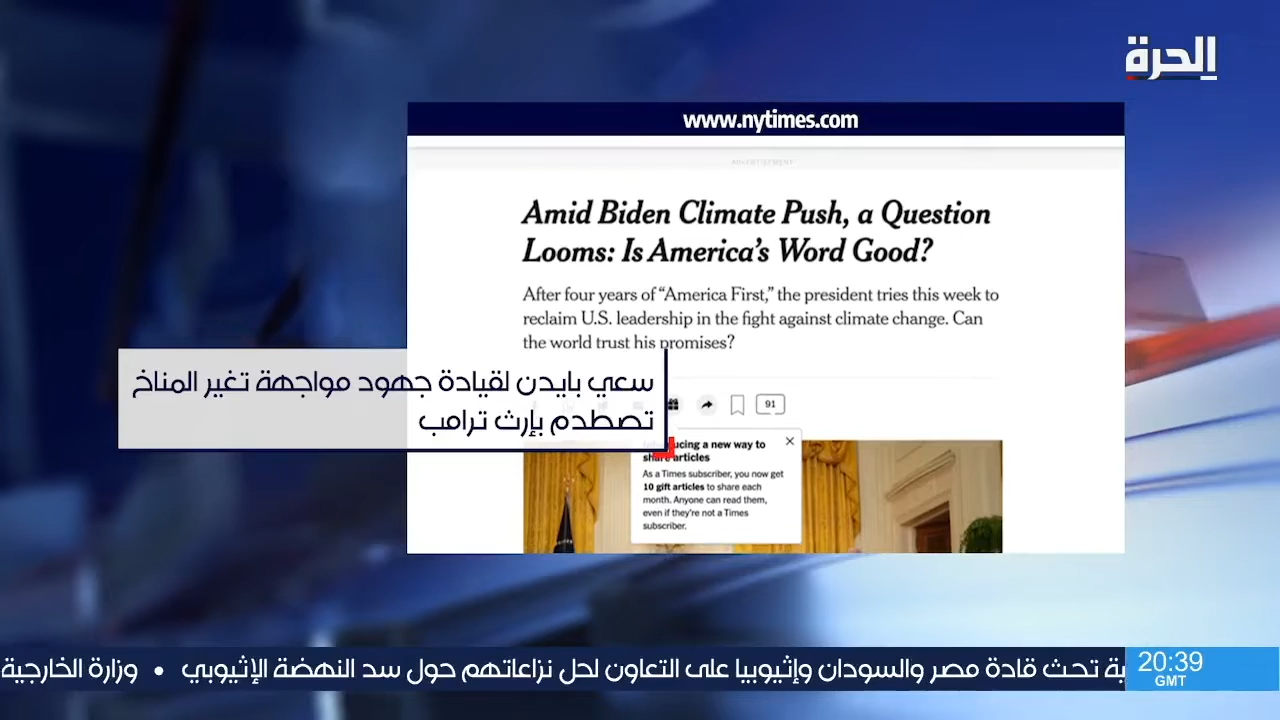 الحرة
www.nytimes.com
ADVERTISEMENT
Amid Biden Climate Push, a Question
Looms: Is America's Word Good?
After four years of “America First,” the president tries this week to
reclaim U.S. leadership in the fight against climate change. Can
the world trust his promises?
سعي بايدن لقيادة جهود مواجهة تغير المناخ
تصطدم بإرث ترامب
91
a new way to
articles
As a Times subscriber, you now get
10 gift articles to share each
month. Anyone can read them,
even if they're not a Times
subscriber.
تحث قادة مصر والسودان وإثيوبيا على التعاون لحل نزاعاتهم حول سد النهضة الإثيوبي • وزارة الخارجية
20:39
GMT